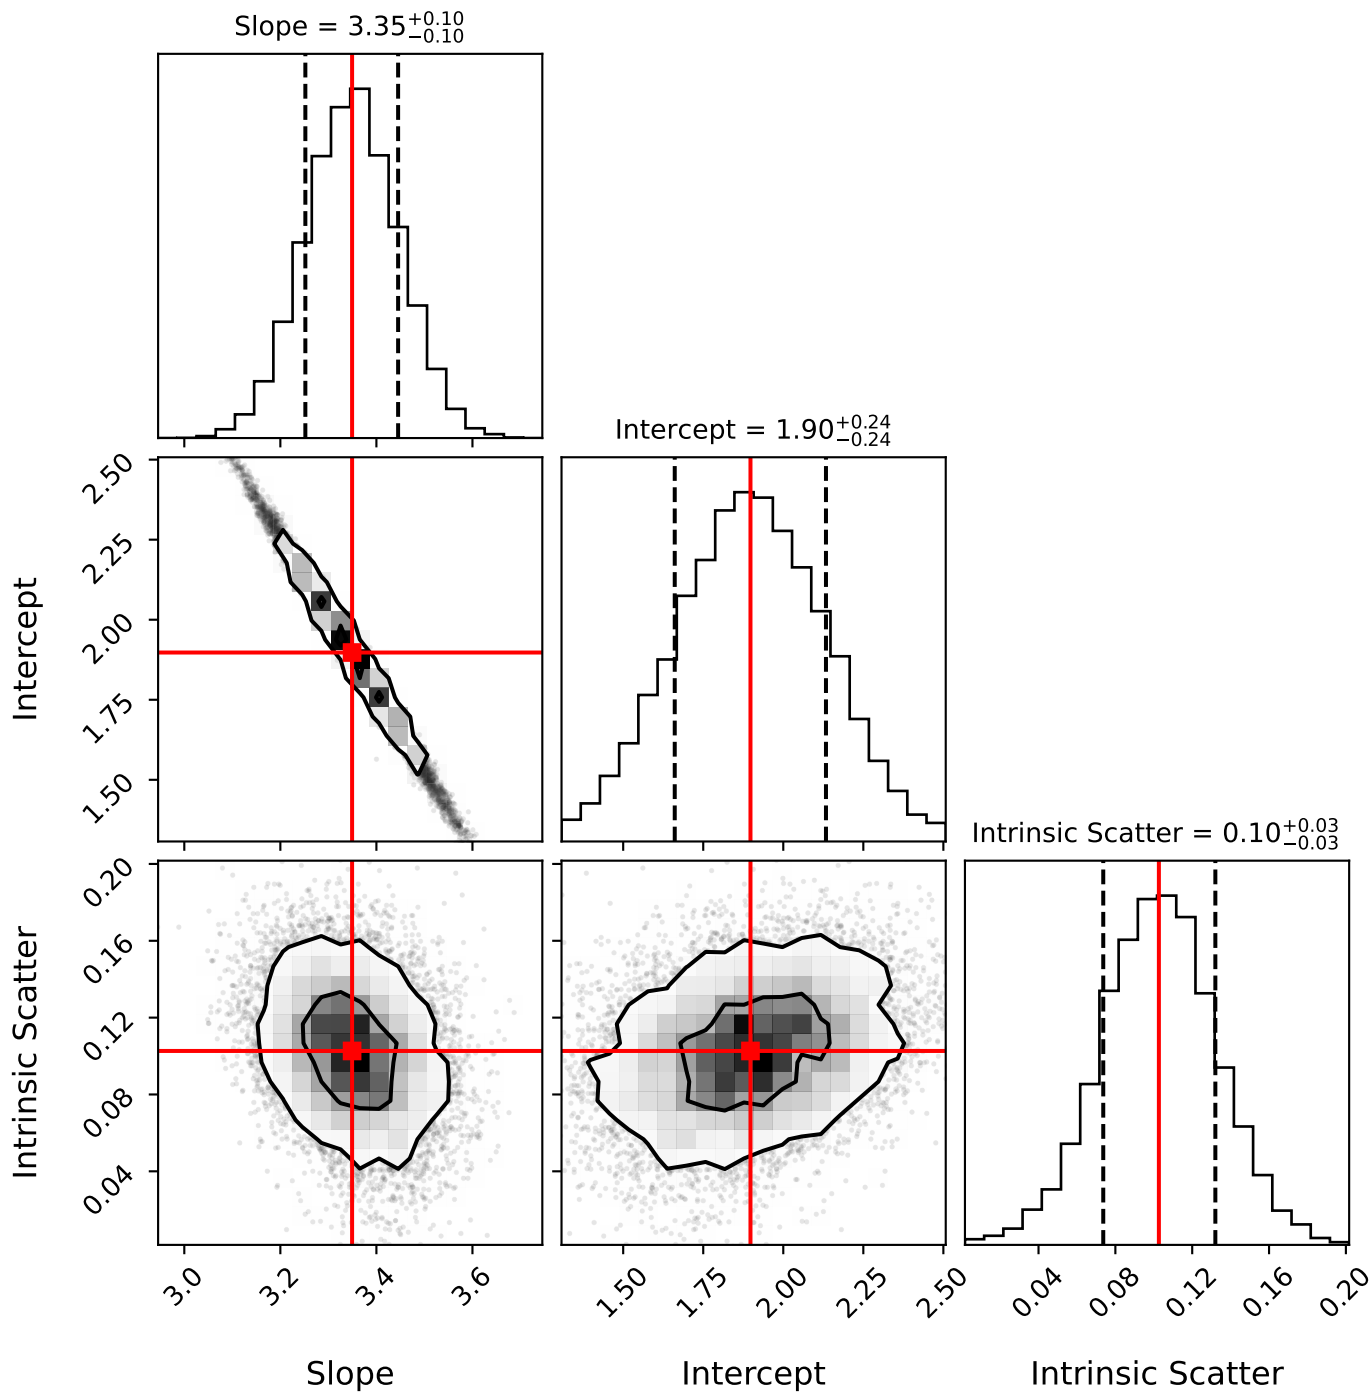 Slope = 3.35+0.10 −0.10
Intercept = 1.90+0.24 −0.24
2.50
2.25
2.00
1.75
1.50
Intercept
Intrinsic Scatter = 0.10+0.03 −0.03
0.20
0.16
0.12
0.08
0.04
Intrinsic Scatter
3.0 3.2 3.4 3.6
1.50 1.75 2.00 2.25 2.50
0.04 0.08 0.12 0.16 0.20
Slope
Intercept
Intrinsic Scatter